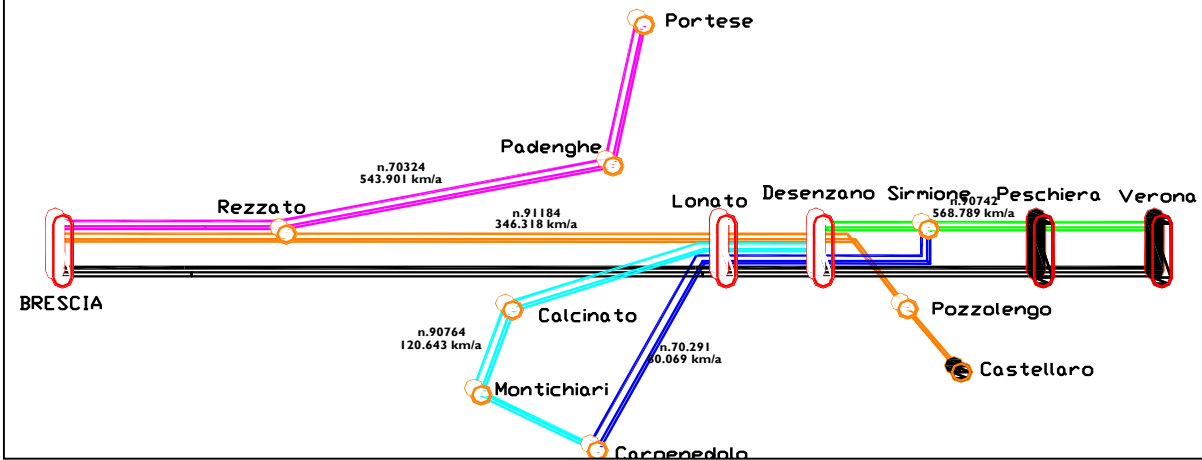 Portese
Padenghe
n.70324
543.901 km/a
Rezzato
n.91184
346.318 km/a
Lonato
Desenzano
Sirmione
n.90742
568.789 km/a
Peschiera
Verona
BRESCIA
Calcinato
Pozzolengo
n.90764
120.643 km/a
n.70.291
80.069 km/a
Castellaro
Montichiari
Carpenedolo